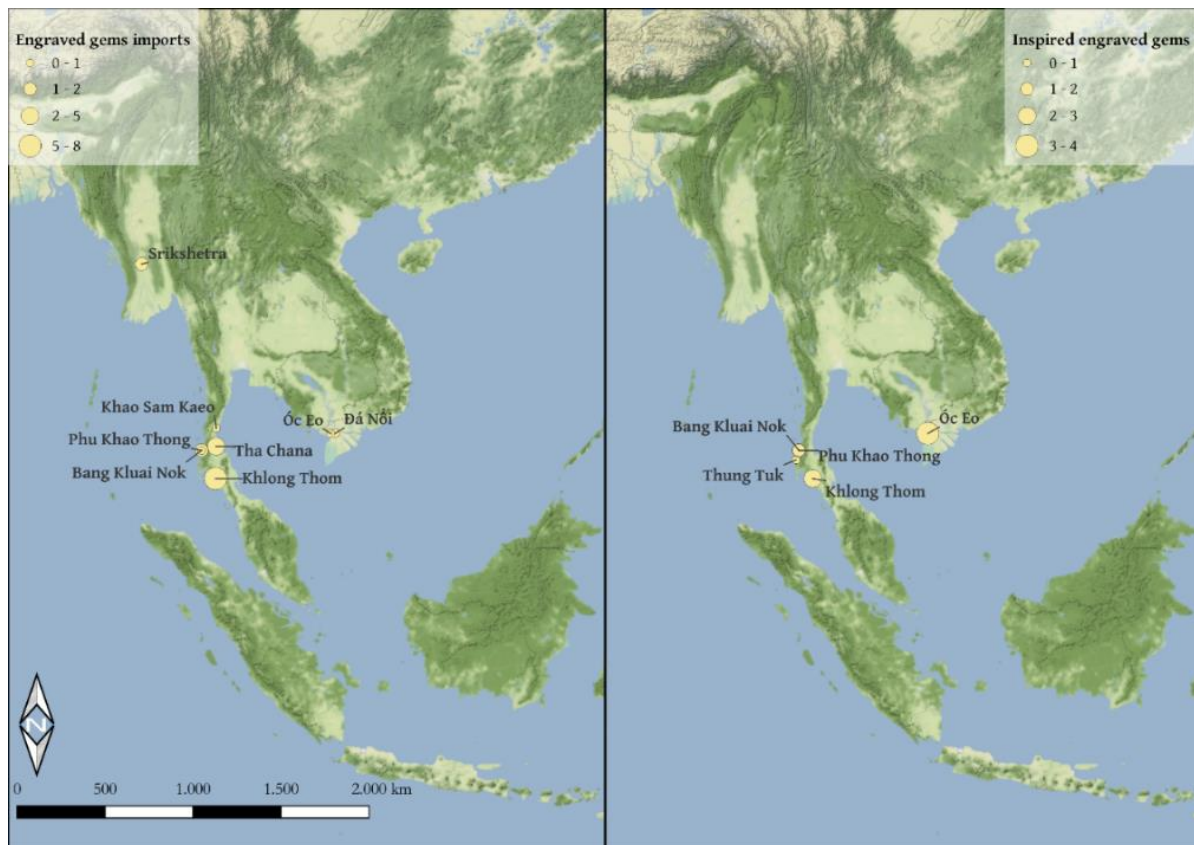 Engraved gems imports
0 - 1
1 - 2
2 - 5
5 - 8
Srikshetra
Khao Sam Kaeo
Phu Khao Thong
Bang Kluai Nok
Tha Chana
Khlong Thom
Óc Eo
Đá Nổi
N
0 500 1.000 1.500 2.000 km
Inspired engraved gems
0 - 1
1 - 2
2 - 3
3 - 4
Bang Kluai Nok
Thung Tuk
Phu Khao Thong
Khlong Thom
Óc Eo